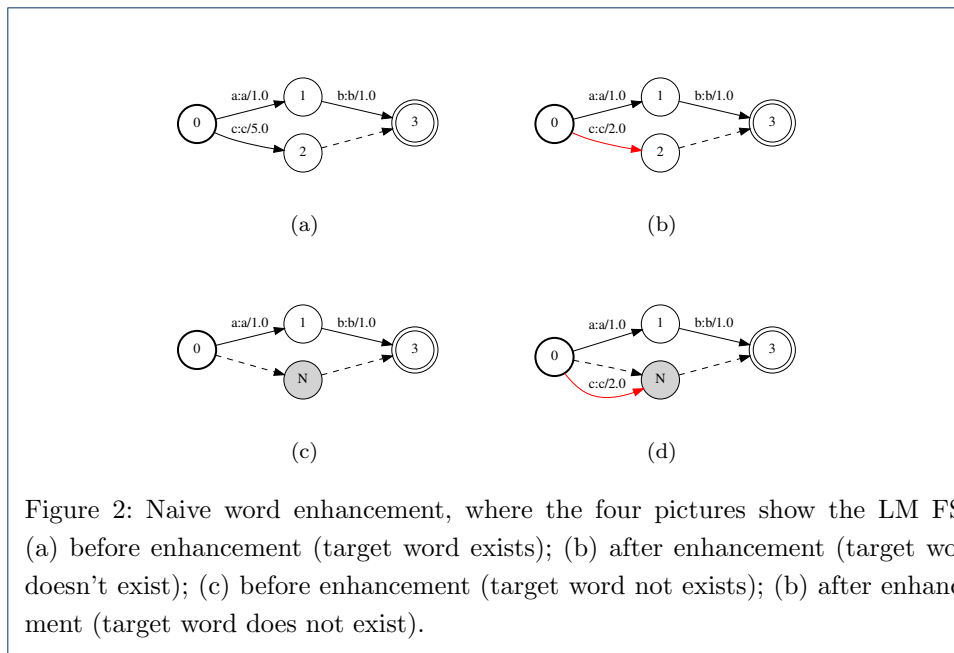 a:a/1.0 1 b:b/1.0
0 3
c:c/5.0 2
a:a/1.0 1 b:b/1.0
0 3
c:c/2.0 2
(a) (b)
a:a/1.0 1 b:b/1.0
0 3
N
a:a/1.0 1 b:b/1.0
0 3
c:c/2.0 N
(c) (d)
Figure 2: Naive word enhancement, where the four pictures show the LM
(a) before enhancement (target word exists); (b) after enhancement (target
doesn't exist); (c) before enhancement (target word not exists); (b) after enhanc
ment (target word does not exist).